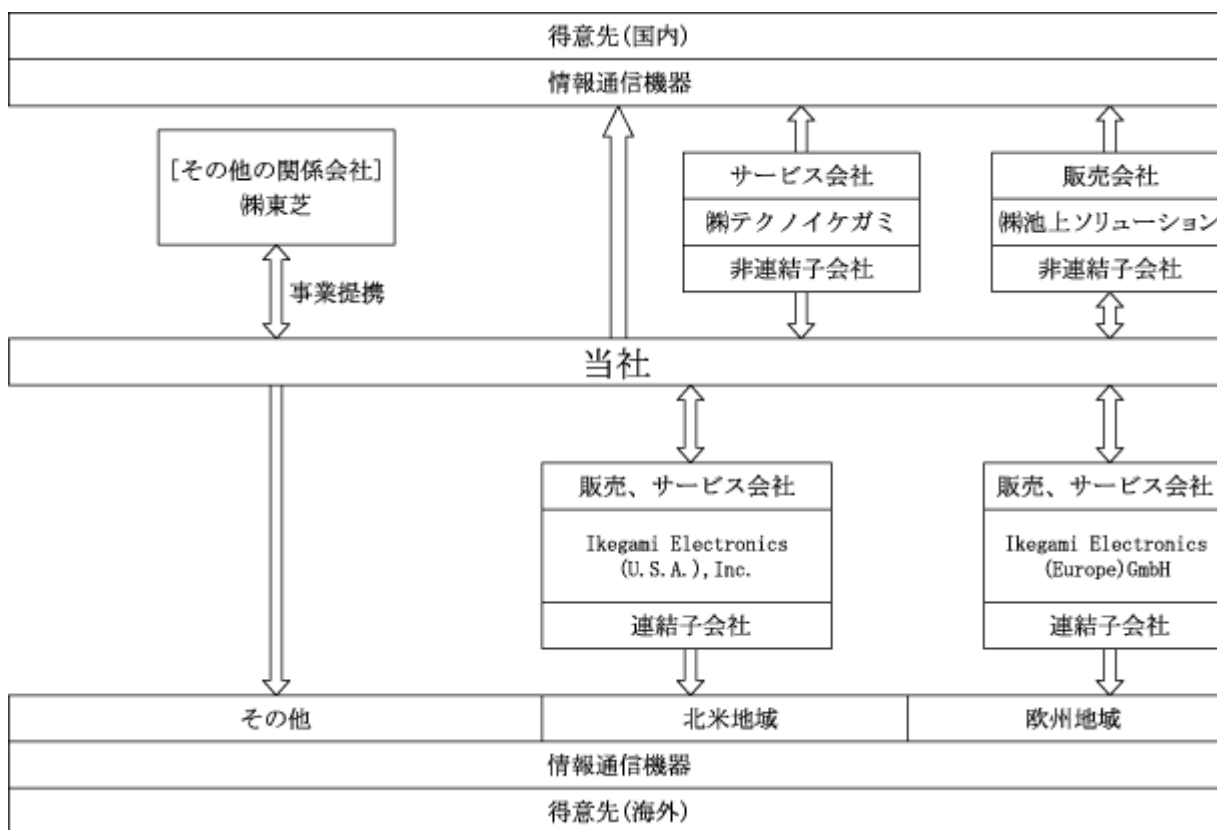 得意先(国内)
情報通信機器
[その他の関係会社]
㈱東芝
事業提携
サービス会社
㈱テクノイケガミ
非連結子会社
販売会社
㈱池上ソリューション
非連結子会社
当社
販売、サービス会社
Ikegami Electronics
(U.S.A.),Inc.
連結子会社
販売、サービス会社
Ikegami Electronics
(Europe)GmbH
連結子会社
その他
北米地域
欧州地域
情報通信機器
得意先(海外)